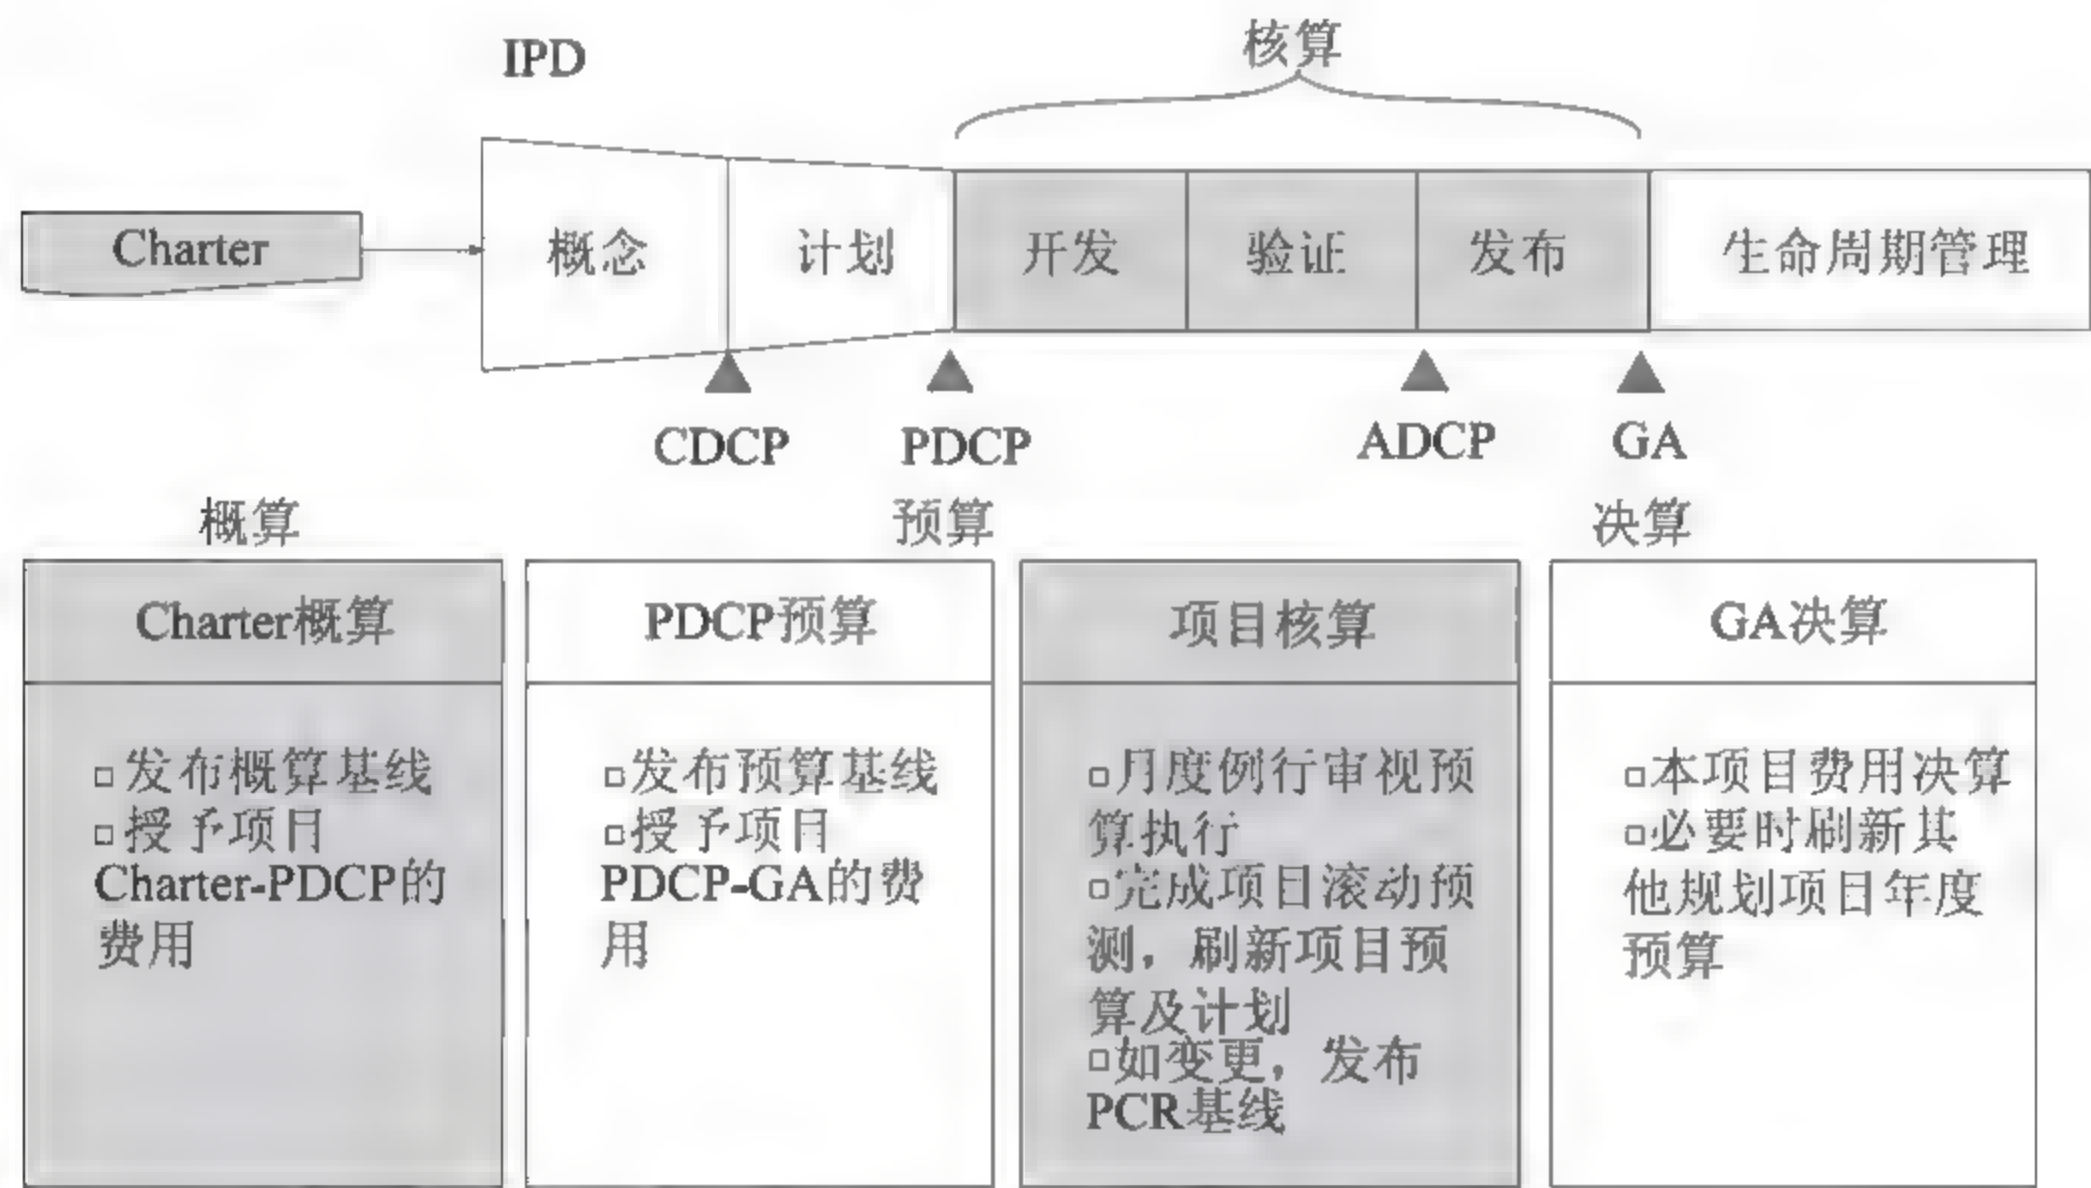 IPD
核算
Charter
概念
计划
开发
验证
发布
生命周期管理
CDCP
PDCP
ADCP
GA
概算
预算
决算
Charter概算
▫发布概算基线
▫授予项目
Charter-PDCP的
费用
PDCP预算
▫发布预算基线
▫授予项目
PDCP-GA的费
用
项目核算
▫月度例行审视预
算执行
▫完成项目滚动预
测，刷新项目预
算及计划
▫如变更，发布
PCR基线
GA决算
▫本项目费用决算
▫必要时刷新其
他规划项目年度
预算